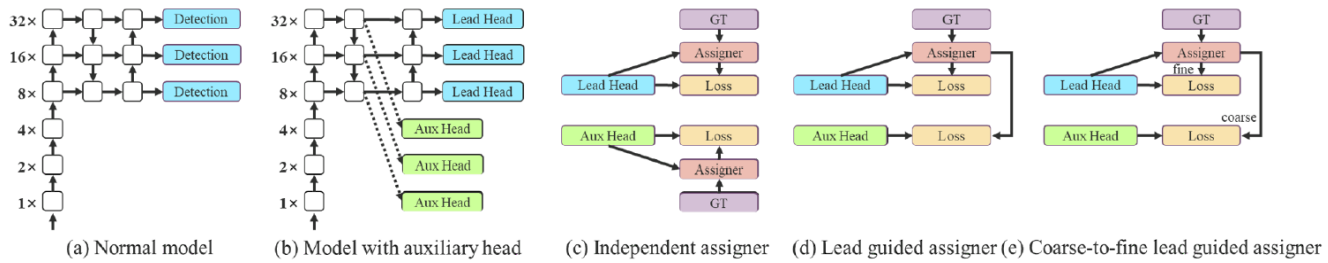 32× Detection
16× Detection
8× Detection
4×
2×
1×
(a) Normal model
32× Lead Head
16× Lead Head
8× Lead Head
4× Aux Head
2× Aux Head
1× Aux Head
(b) Model with auxiliary head
GT
Assigner
Lead Head Loss
Aux Head Loss
Assigner
GT
(c) Independent assigner
GT
Assigner
Lead Head Loss
Aux Head Loss
(d) Lead guided assigner
GT
Assigner
fine
Lead Head Loss
coarse
Aux Head Loss
(e) Coarse-to-fine lead guided assigner